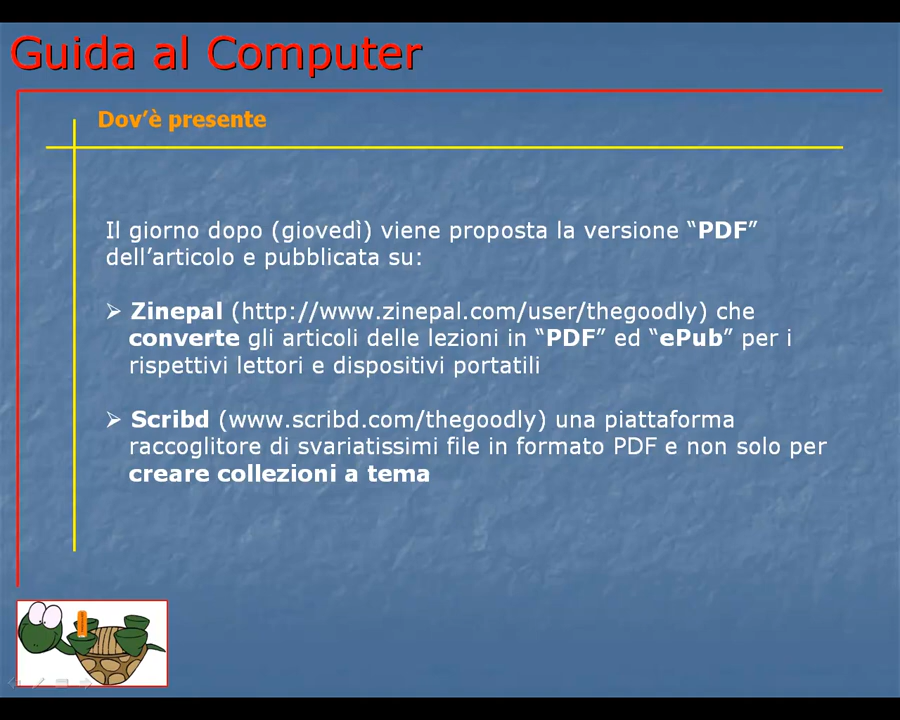 Guida al Computer
Dov’è presente
Il giorno dopo (giovedì) viene proposta la versione “PDF”
dell’articolo e pubblicata su:
➢ Zinepal (http://www.zinepal.com/user/thegoodly) che
converte gli articoli delle lezioni in “PDF” ed “ePub” per i
rispettivi lettori e dispositivi portatili
➢ Scribd (www.scribd.com/thegoodly) una piattaforma
raccoglitore di svariatissimi file in formato PDF e non solo per
creare collezioni a tema